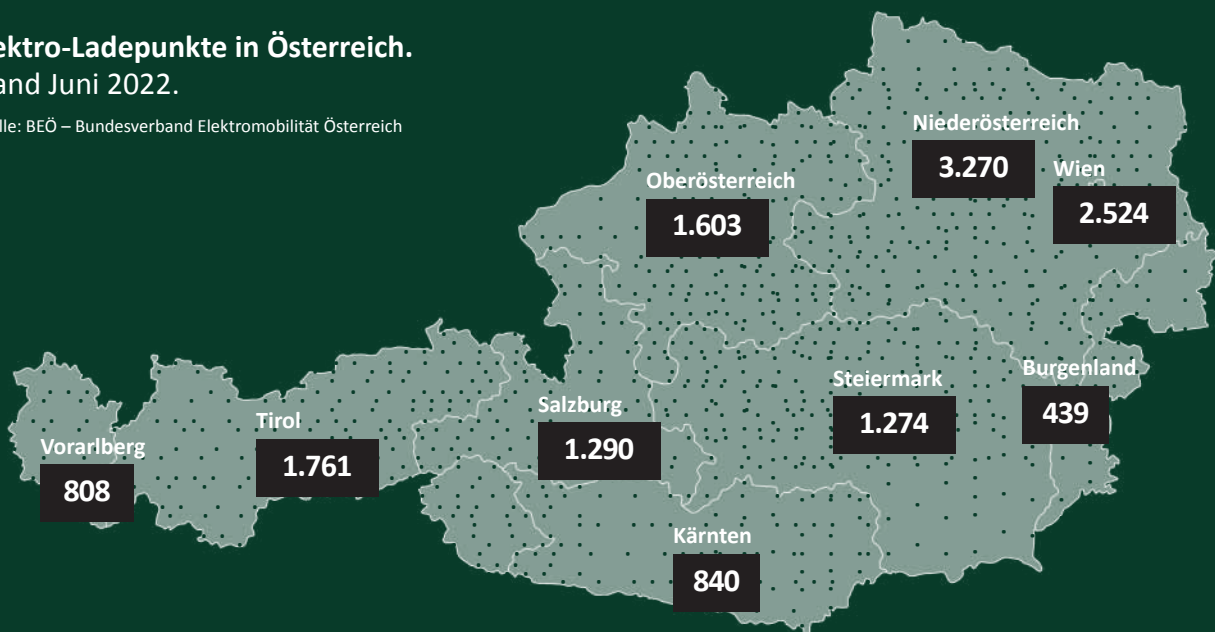 ektro-Ladepunkte in Österreich.
and Juni 2022.
lle: BEÖ – Bundesverband Elektromobilität Österreich
Niederösterreich
3.270
Wien
2.524
Oberösterreich
1.603
Burgenland
439
Steiermark
1.274
Salzburg
1.290
Tirol
1.761
Vorarlberg
808
Kärnten
840